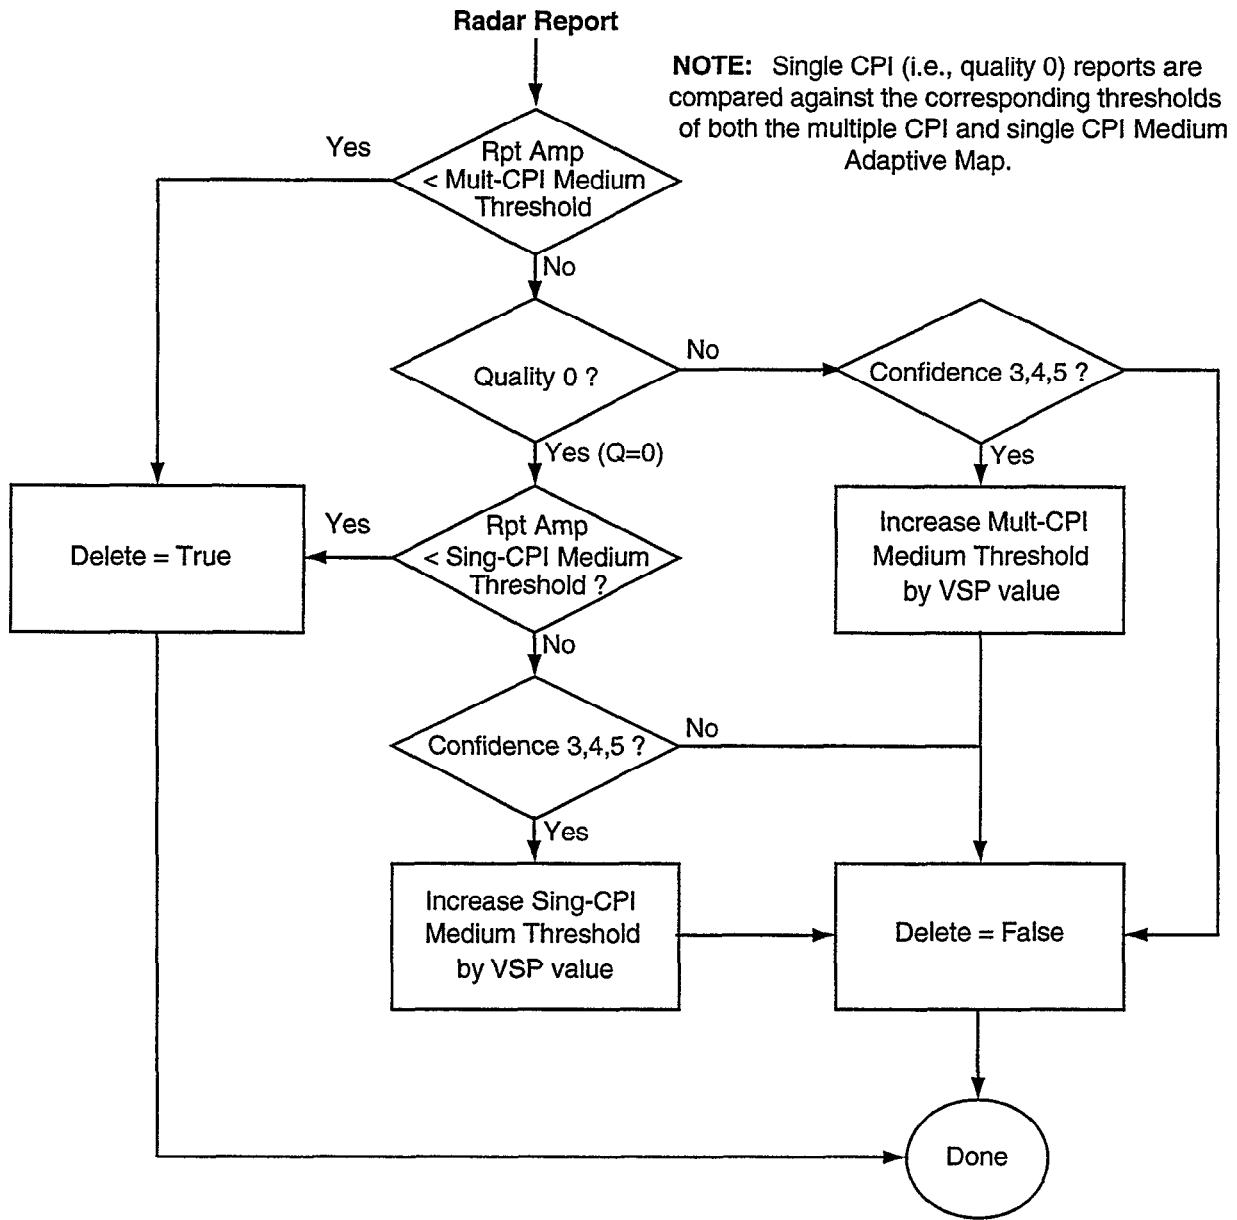 Radar Report
NOTE: Single CPI (i.e., quality 0) reports are
compared against the corresponding thresholds
of both the multiple CPI and single CPI Medium
Adaptive Map.
Yes
Rpt Amp
< Mult-CPI Medium
Threshold
No
Quality 0 ?
No
Confidence 3,4,5 ?
Yes (Q=0)
Yes
Delete = True
Yes
Rpt Amp
< Sing-CPI Medium
Threshold ?
Increase Mult-CPI
Medium Threshold
by VSP value
No
Confidence 3,4,5 ?
No
Yes
Increase Sing-CPI
Medium Threshold
by VSP value
Delete = False
Done